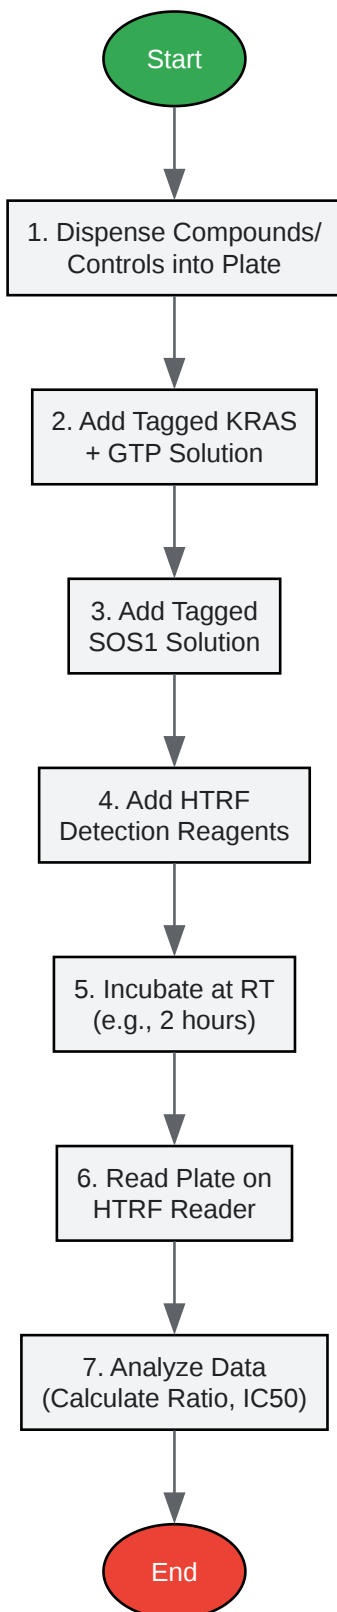 Start
1. Dispense Compounds/
Controls into Plate
2. Add Tagged KRAS
+ GTP Solution
3. Add Tagged
SOS1 Solution
4. Add HTRF
Detection Reagents
5. Incubate at RT
(e.g., 2 hours)
6. Read Plate on
HTRF Reader
7. Analyze Data
(Calculate Ratio, IC50)
End